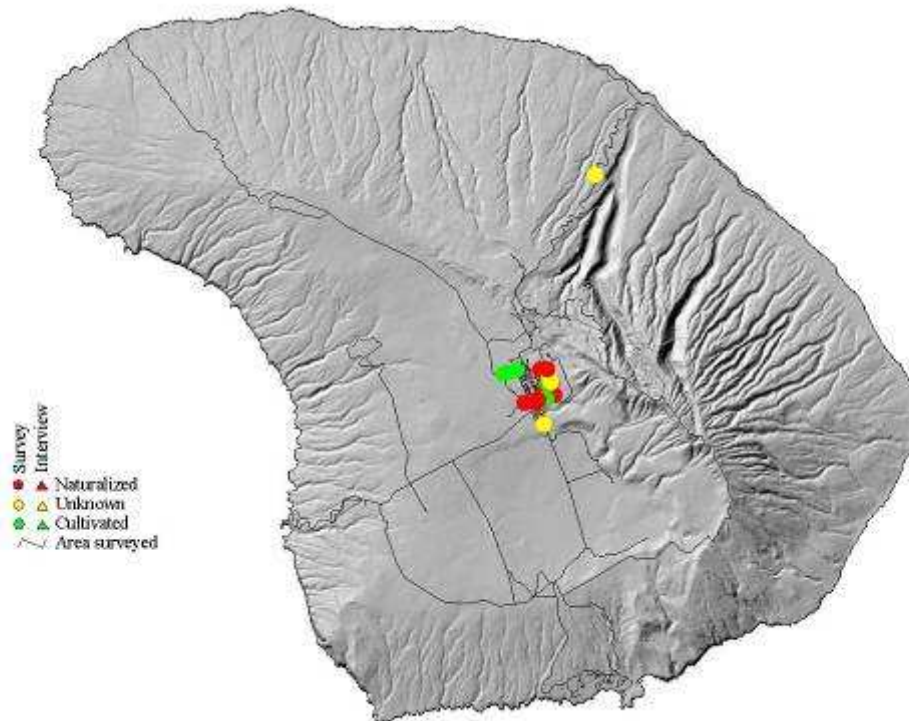 Survey
Interview
Naturalized
Unknown
Cultivated
Area surveyed